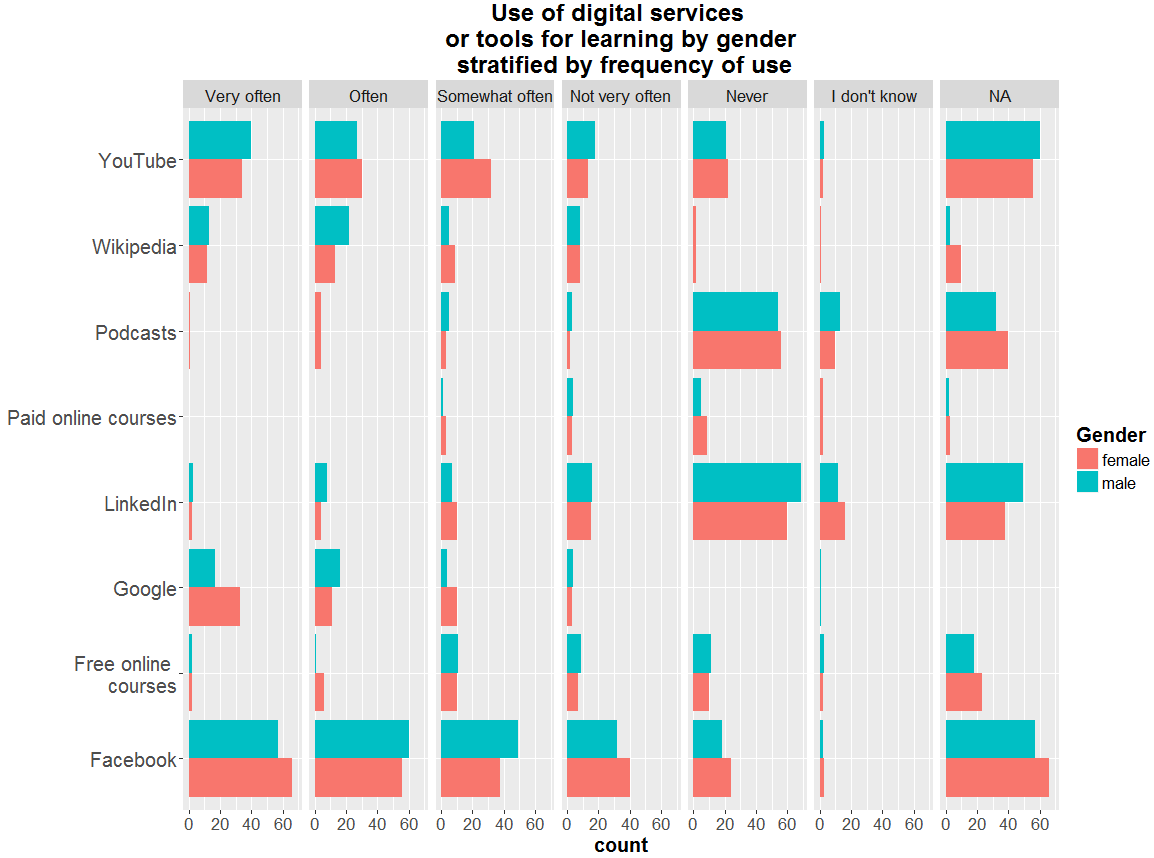 Use of digital services
or tools for learning by gender
stratified by frequency of use
Very often
Often
Somewhat often
Not very often
Never
I don't know
NA
YouTube
Wikipedia
Podcasts
Paid online courses
LinkedIn
Google
Free online
courses
Facebook
0 20 40 60
0 20 40 60
0 20 40 60
0 20 40 60
0 20 40 60
0 20 40 60
0 20 40 60
count
Gender
female
male